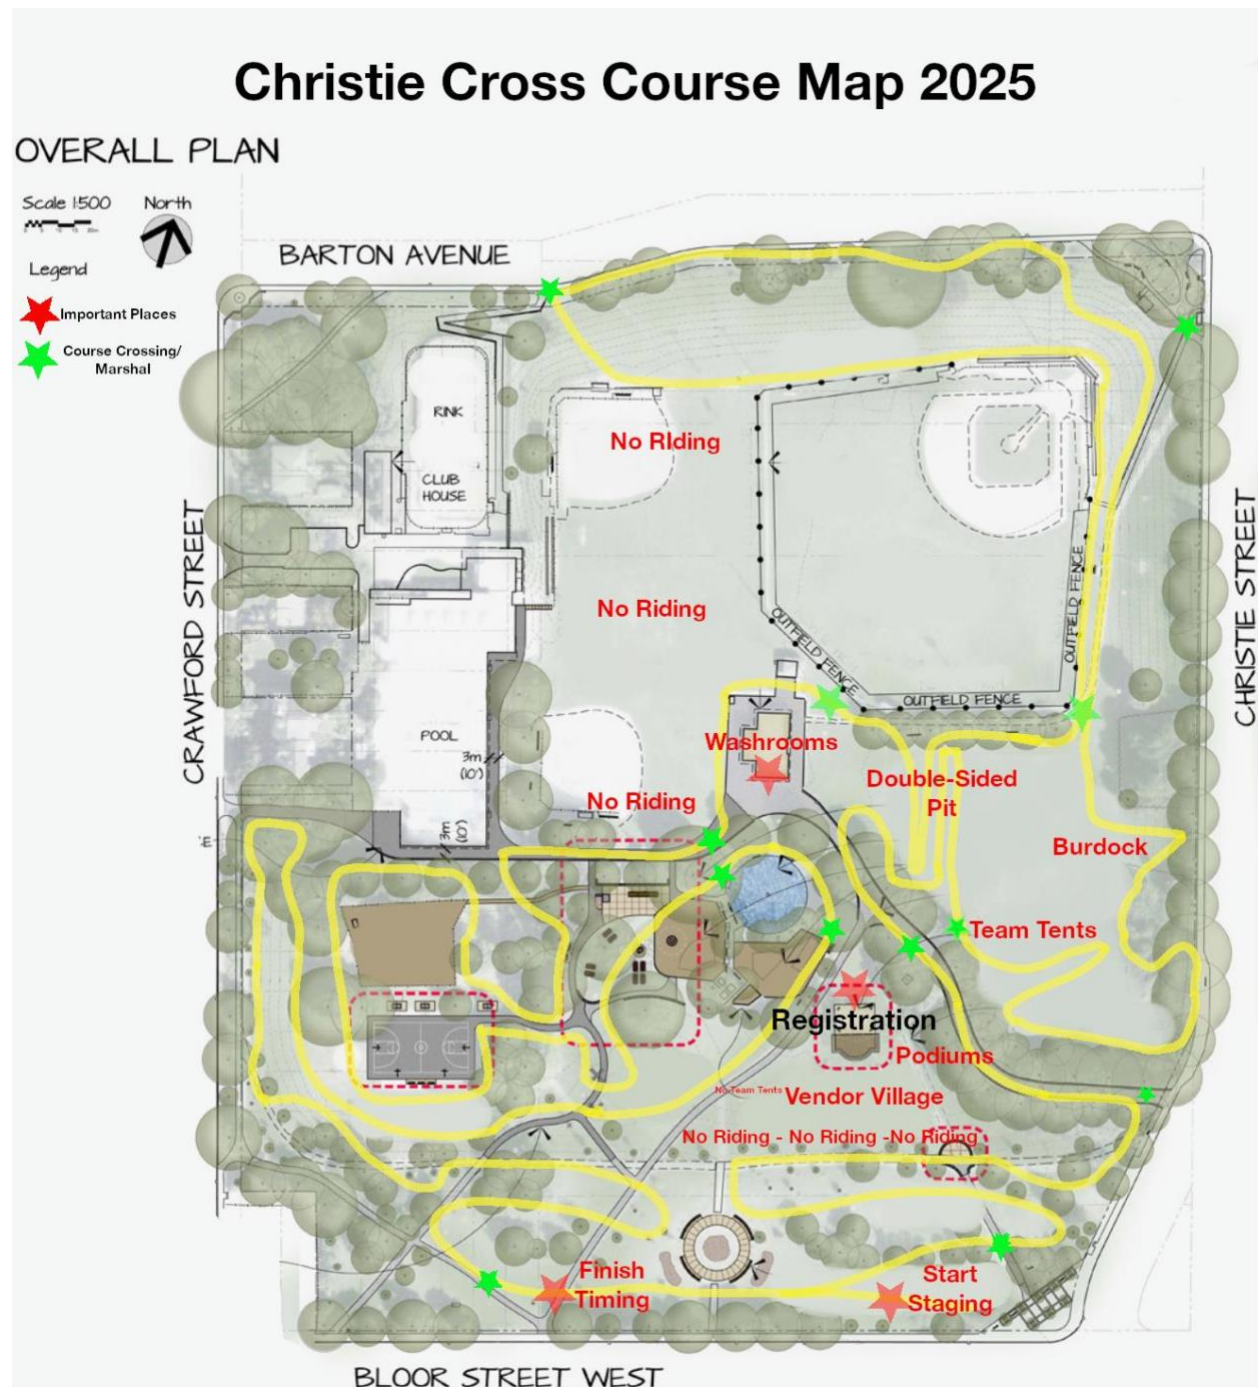 Christie Cross Course Map 2025
OVERALL PLAN
Scale 1:500
North
Legend
Important Places
Course Crossing/
Marshal
BARTON AVENUE
RINK
CLUB
HOUSE
No RIding
CRAWFORD STREET
CHRISTIE STREET
No Riding
OUTFIELD FENCE
OUTFIELD FENCE
OUTFIELD FENCE
POOL
3m
(10')
Washrooms
Double-Sided
Pit
No Riding
3m
(10')
Burdock
Team Tents
Registration
Podiums
No Team Tents
Vendor Village
No Riding - No Riding -No Riding
Finish
Timing
Start
Staging
BLOOR STREET WEST